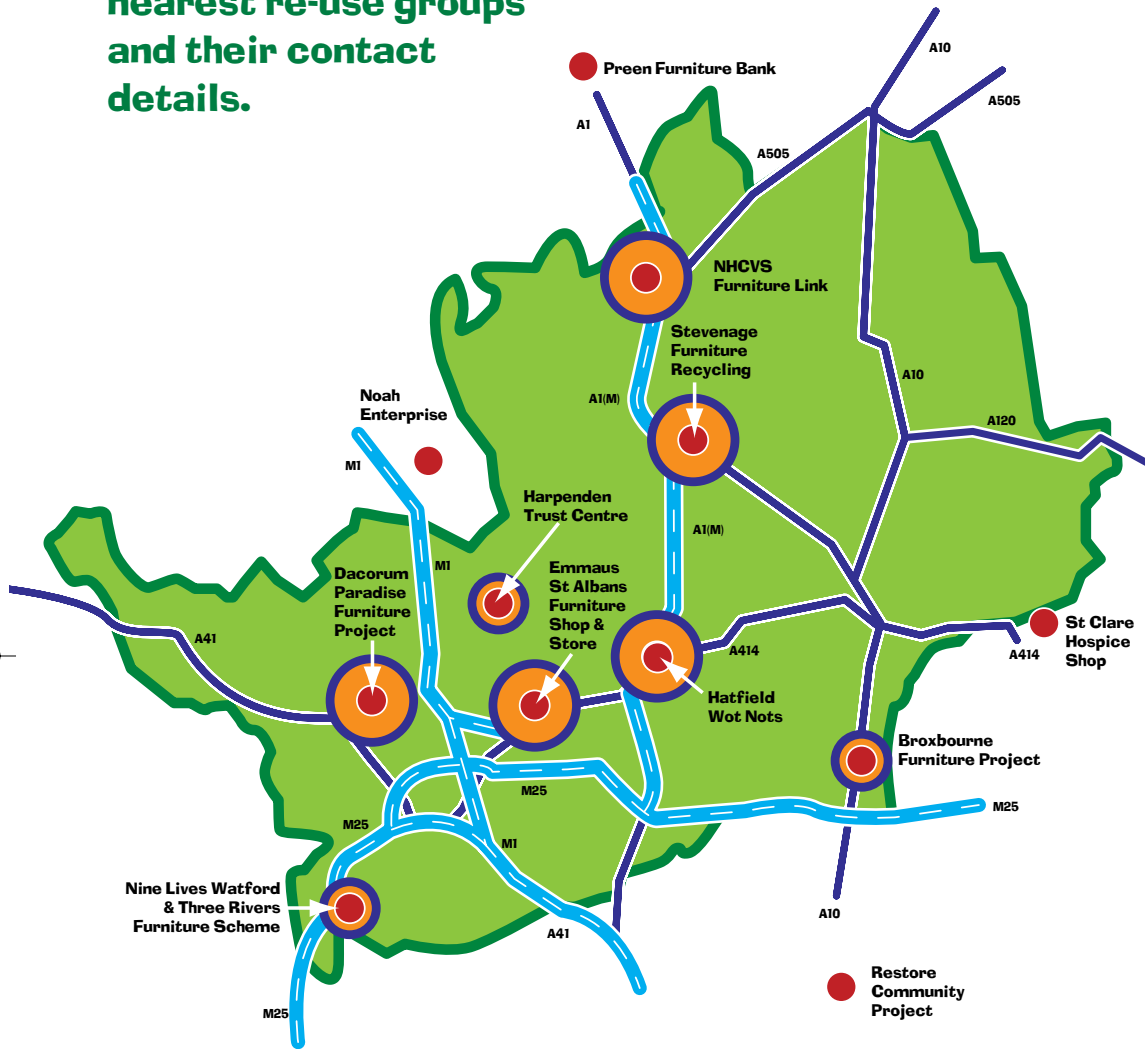 nearest re-use groups
and their contact
details.
A10
Preen Furniture Bank
A505
A1
A505
NHCVS
Furniture Link
Stevenage
Furniture
Recycling
A10
Noah
Enterprise
A1(M)
A120
M1
Harpenden
Trust Centre
A1(M)
M1
Dacorum
Paradise
Furniture
Project
Emmaus
St Albans
Furniture
Shop &
Store
St Clare
Hospice
Shop
A41
A414
A414
Hatfield
Wot Nots
Broxbourne
Furniture Project
M25
M25
M25
M1
Nine Lives Watford
& Three Rivers
Furniture Scheme
A10
A41
Restore
Community
Project
M25